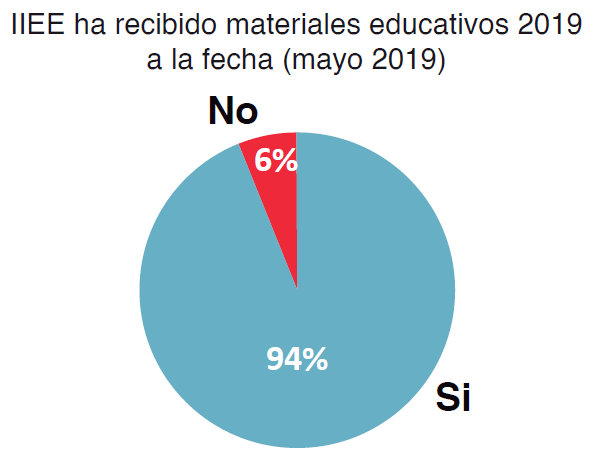 IIEE ha recibido materiales educativos 2019
a la fecha (mayo 2019)
No
6%
94%
Si